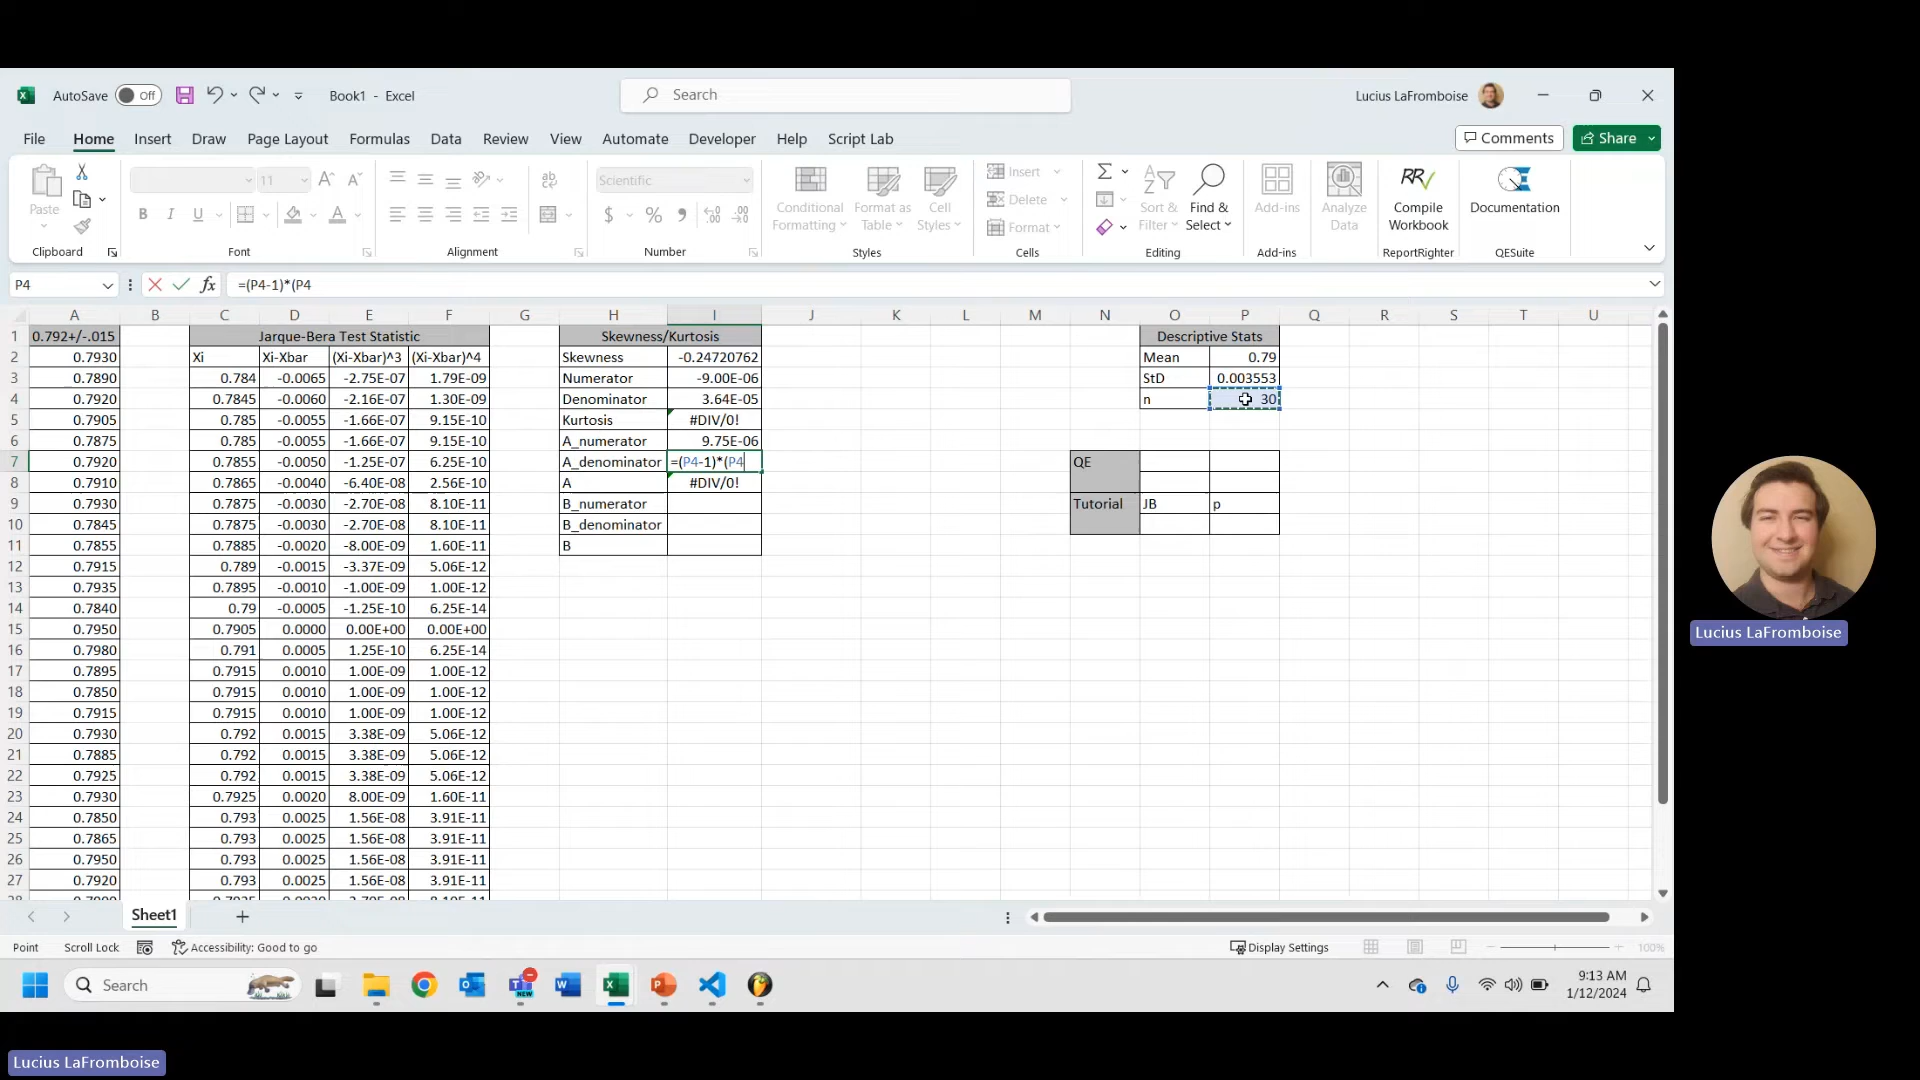 AutoSave Off Book1 - Excel Search Lucius LaFromboise
File Home Insert Draw Page Layout Formulas Data Review View Automate Developer Help Script Lab Comments Share
Paste 11 Scientific Conditional Formatting Format as Table Cell Styles Insert Delete Format Sort & Filter Find & Select Add-ins Analyze Data Compile Workbook Documentation
Clipboard Font Alignment Number Styles Cells Editing Add-ins ReportRighter QESuite
P4 fx =(P4-1)*(P4
A B C D E F G H I J K L M N O P Q R S T U
1 0.792+/-.015 Jarque-Bera Test Statistic Skewness/Kurtosis Descriptive Stats
2 0.7930 Xi Xi-Xbar (Xi-Xbar)^3 (Xi-Xbar)^4 Skewness -0.24720762 Mean 0.79
3 0.7890 0.784 -0.0065 -2.75E-07 1.79E-09 Numerator -9.00E-06 StD 0.003553
4 0.7920 0.7845 -0.0060 -2.16E-07 1.30E-09 Denominator 3.64E-05 n 30
5 0.7905 0.785 -0.0055 -1.66E-07 9.15E-10 Kurtosis #DIV/0!
6 0.7875 0.785 -0.0055 -1.66E-07 9.15E-10 A_numerator 9.75E-06
7 0.7920 0.7855 -0.0050 -1.25E-07 6.25E-10 A_denominator =(P4-1)*(P4 QE
8 0.7910 0.7865 -0.0040 -6.40E-08 2.56E-10 A #DIV/0!
9 0.7930 0.7875 -0.0030 -2.70E-08 8.10E-11 B_numerator Tutorial JB p
10 0.7845 0.7875 -0.0030 -2.70E-08 8.10E-11 B_denominator
11 0.7855 0.7885 -0.0020 -8.00E-09 1.60E-11 B
12 0.7915 0.789 -0.0015 -3.37E-09 5.06E-12
13 0.7935 0.7895 -0.0010 -1.00E-09 1.00E-12
14 0.7840 0.79 -0.0005 -1.25E-10 6.25E-14
15 0.7950 0.7905 0.0000 0.00E+00 0.00E+00
16 0.7980 0.791 0.0005 1.25E-10 6.25E-14
17 0.7895 0.7915 0.0010 1.00E-09 1.00E-12
18 0.7850 0.7915 0.0010 1.00E-09 1.00E-12
19 0.7915 0.7915 0.0010 1.00E-09 1.00E-12
20 0.7930 0.792 0.0015 3.38E-09 5.06E-12
21 0.7885 0.792 0.0015 3.38E-09 5.06E-12
22 0.7925 0.792 0.0015 3.38E-09 5.06E-12
23 0.7930 0.7925 0.0020 8.00E-09 1.60E-11
24 0.7850 0.793 0.0025 1.56E-08 3.91E-11
25 0.7865 0.793 0.0025 1.56E-08 3.91E-11
26 0.7950 0.793 0.0025 1.56E-08 3.91E-11
27 0.7920 0.793 0.0025 1.56E-08 3.91E-11
Sheet1
Point Scroll Lock Accessibility: Good to go Display Settings 100%
Search 9:13 AM
1/12/2024
Lucius LaFromboise
Lucius LaFromboise